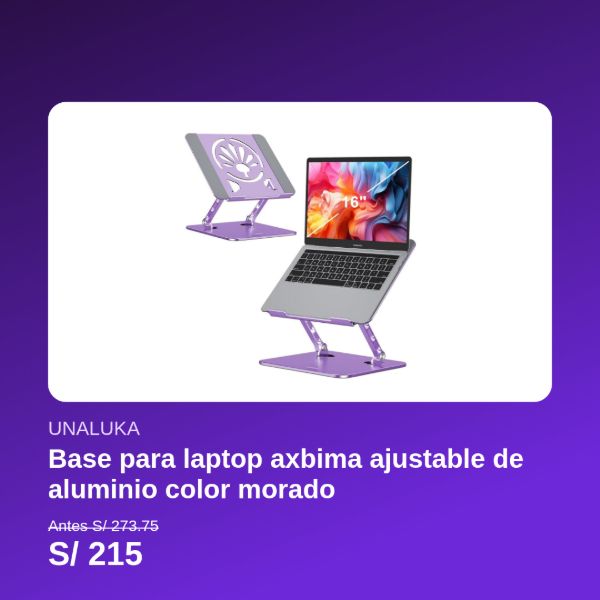 16"
UNALUKA
Base para laptop axbima ajustable de
aluminio color morado
Antes S/ 273.75
S/ 215